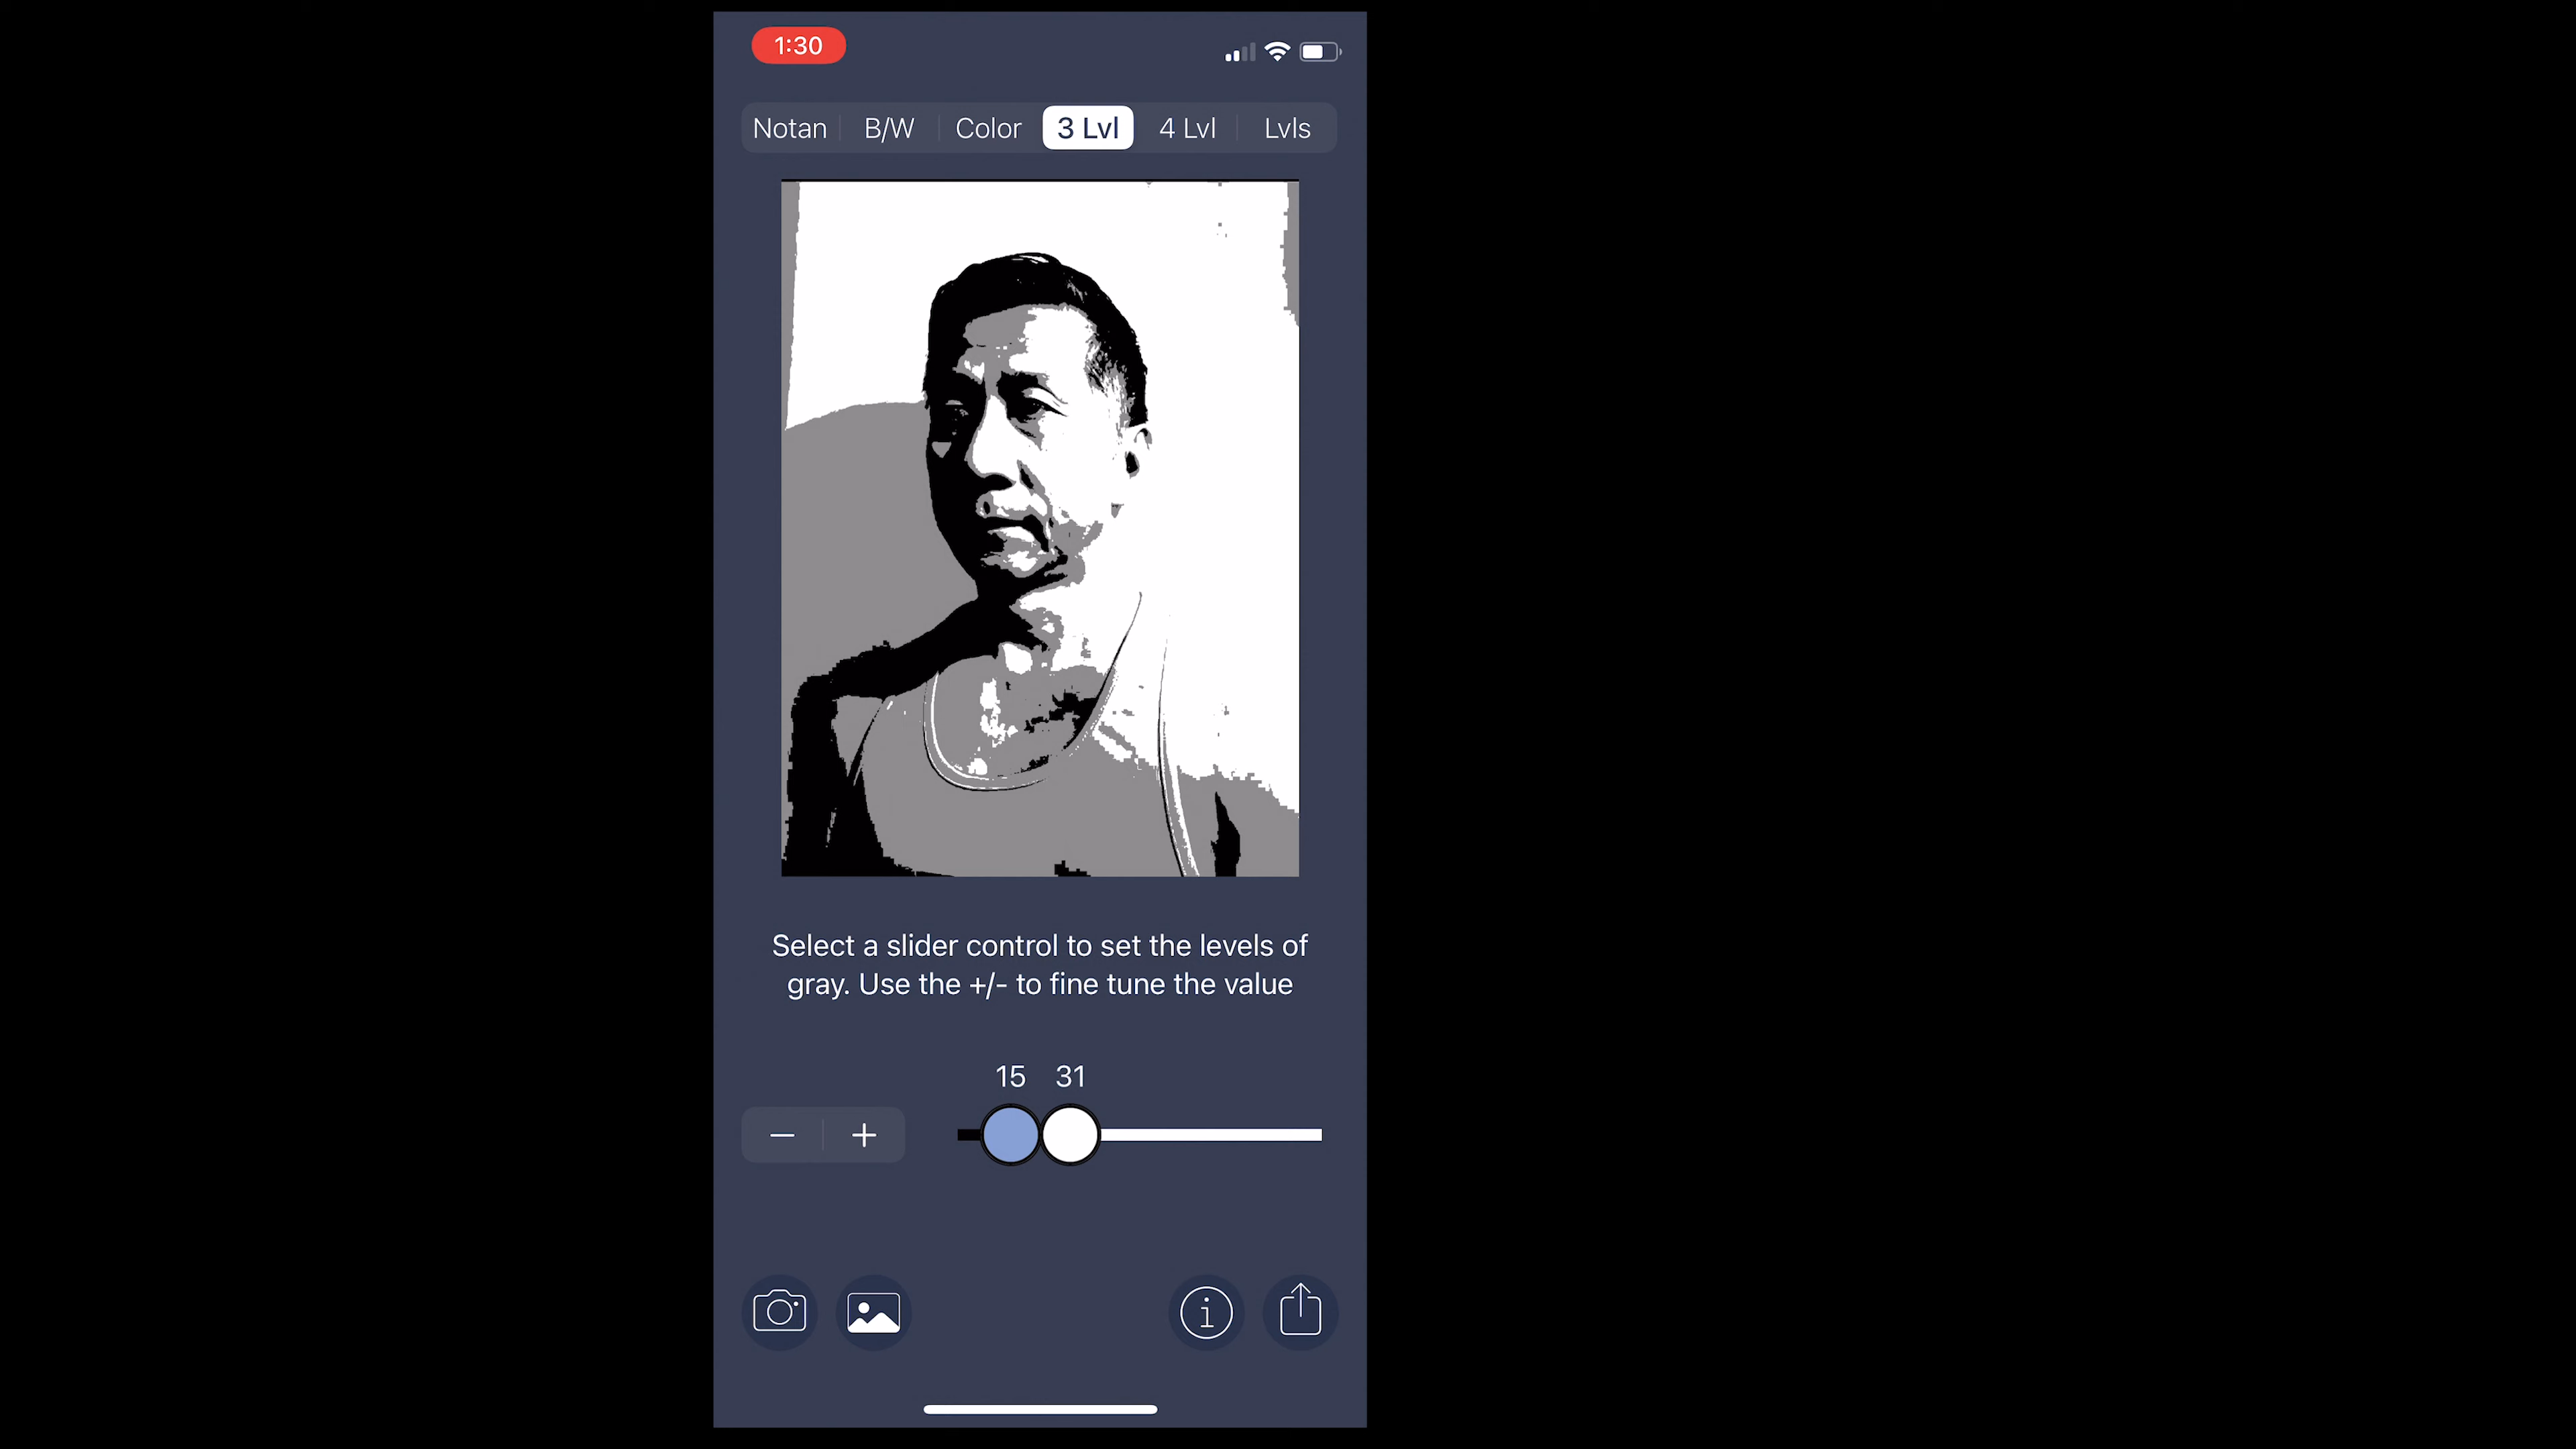 1:30
Notan B/W Color 3 Lvl 4 Lvl Lvls
Select a slider control to set the levels of
gray. Use the +/- to fine tune the value
15 31
− +